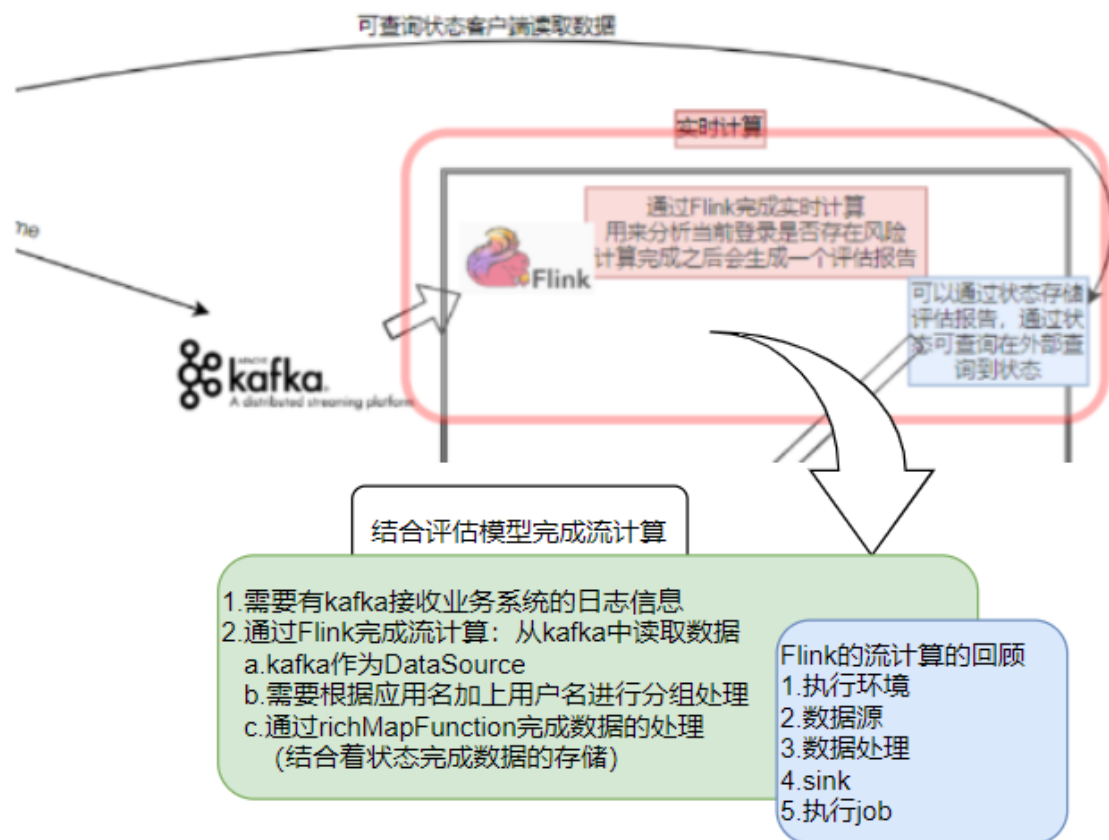 可查询状态客户端读取数据
实时计算
me
通过Flink完成实时计算
用来分析当前登录是否存在风险
计算完成之后会生成一个评估报告
Flink
可以通过状态存储
评估报告，通过状
态可查询在外部查
询到状态
APACHE
kafka.
A distributed streaming platform
结合评估模型完成流计算
1.需要有kafka接收业务系统的日志信息
2.通过Flink完成流计算：从kafka中读取数据
a.kafka作为DataSource
b.需要根据应用名加上用户名进行分组处理
c.通过richMapFunction完成数据的处理
（结合着状态完成数据的存储）
Flink的流计算的回顾
1.执行环境
2.数据源
3.数据处理
4.sink
5.执行job